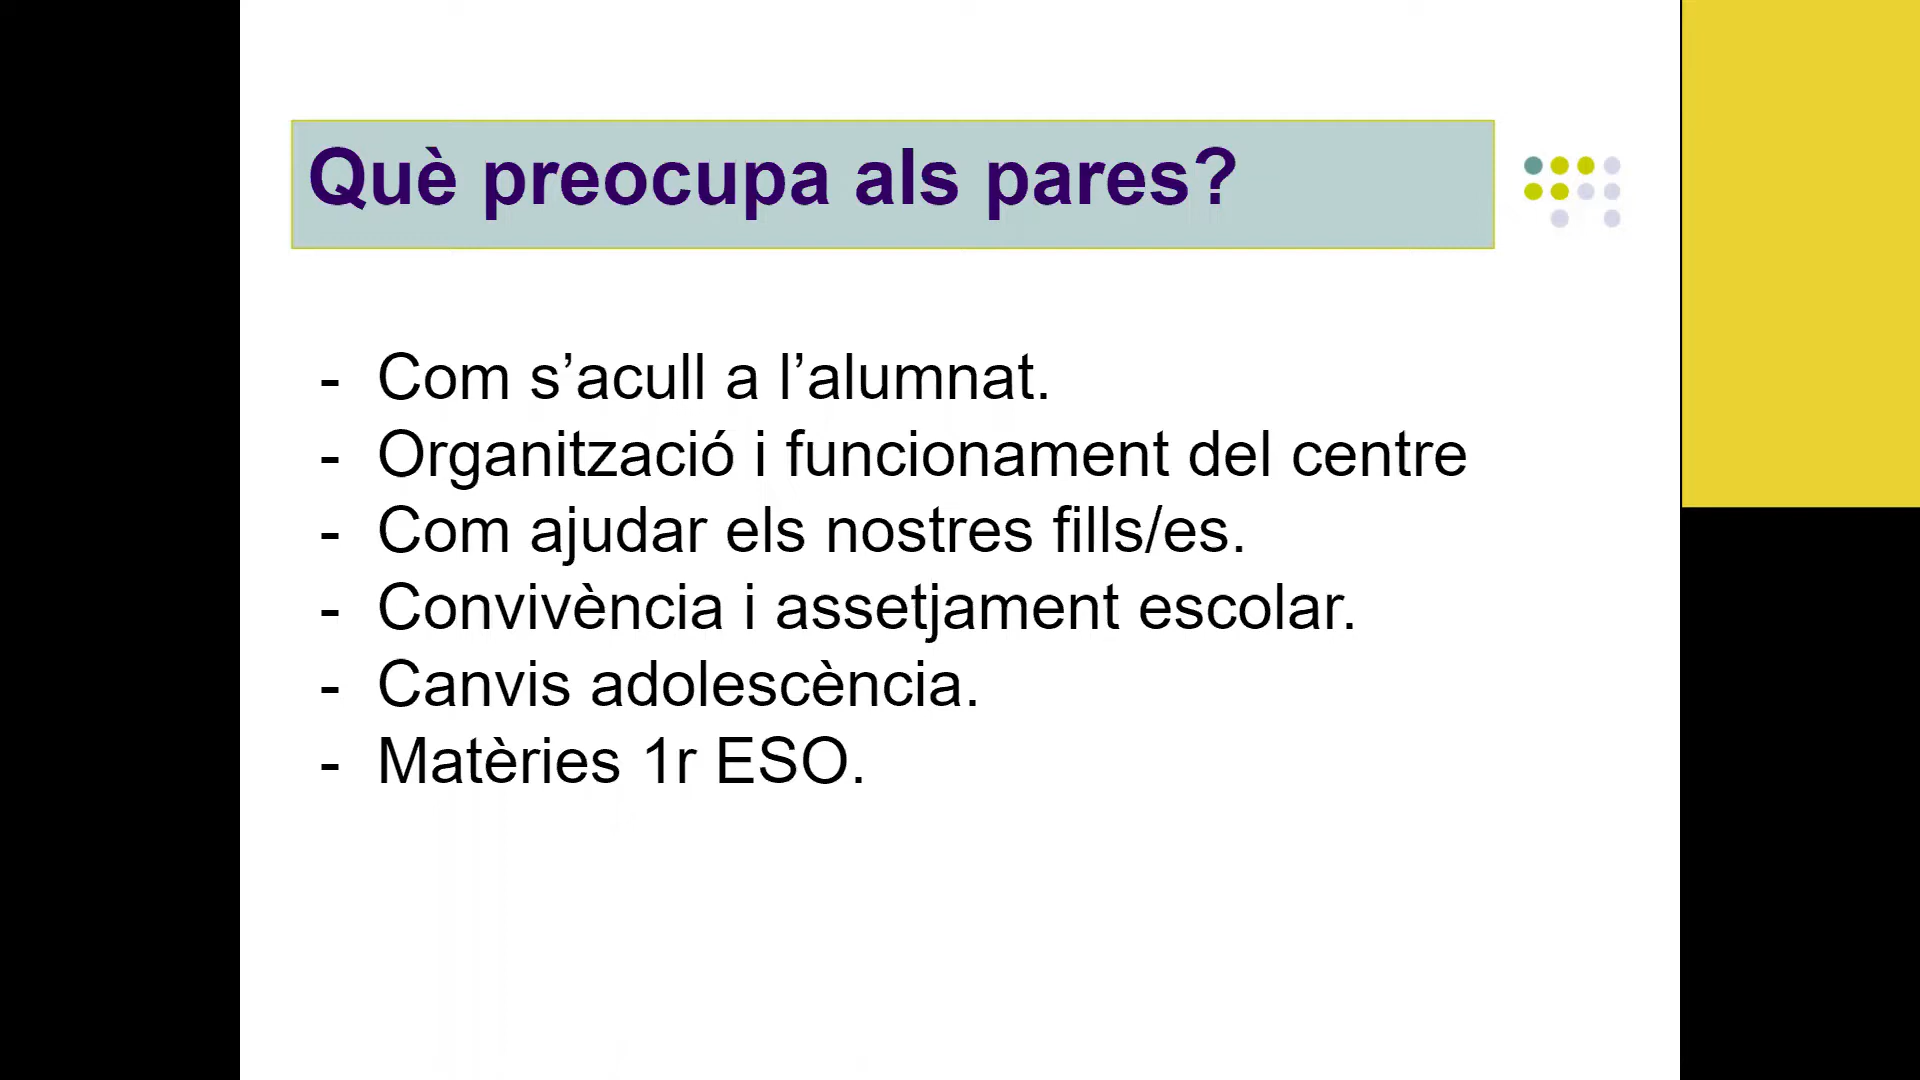 Què preocupa als pares?
- Com s’acull a l’alumnat.
- Organització i funcionament del centre
- Com ajudar els nostres fills/es.
- Convivència i assetjament escolar.
- Canvis adolescència.
- Matèries 1r ESO.